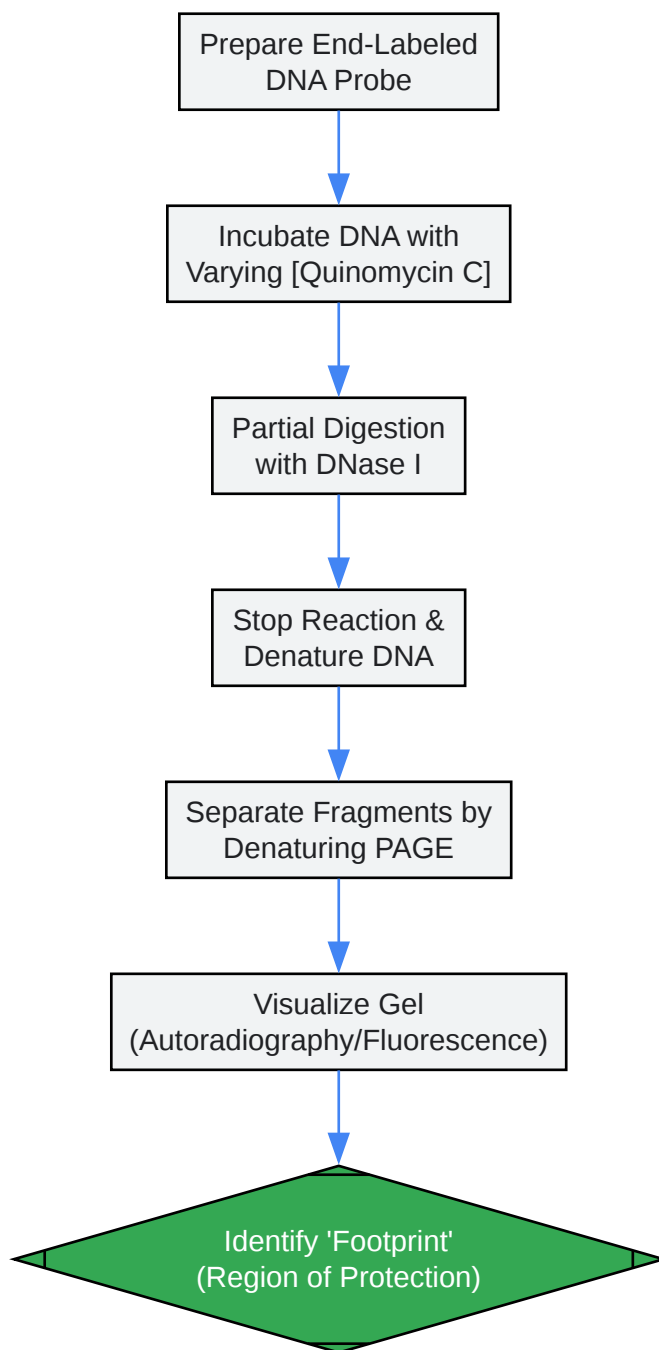 Prepare End-Labeled
DNA Probe
Incubate DNA with
Varying [Quinomycin C]
Partial Digestion
with DNase I
Stop Reaction &
Denature DNA
Separate Fragments by
Denaturing PAGE
Visualize Gel
(Autoradiography/Fluorescence)
Identify 'Footprint'
(Region of Protection)